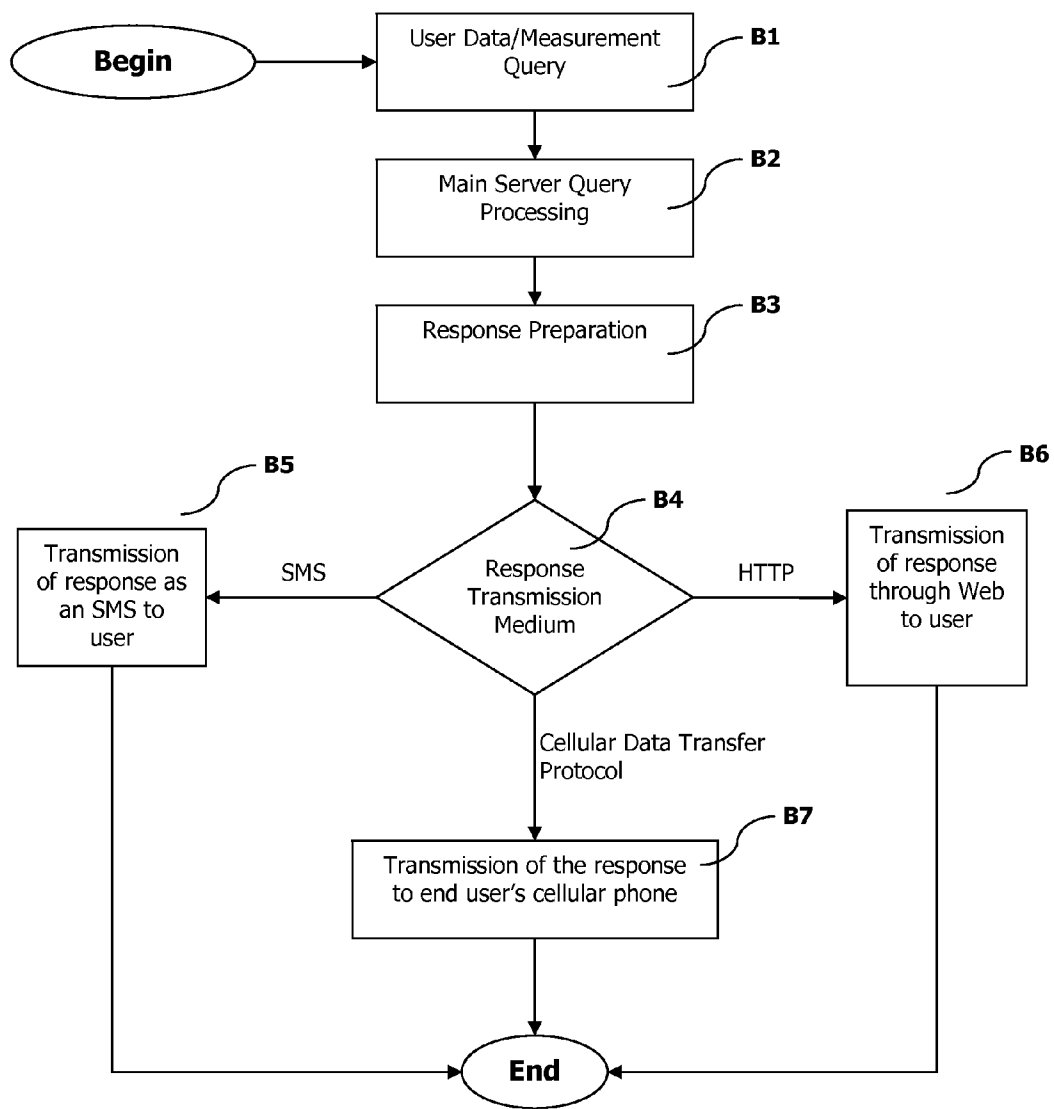 Begin
User Data/Measurement
Query
B1
Main Server Query
Processing
B2
Response Preparation
B3
B5
Transmission
of response as
an SMS to
user
SMS
B4
Response
Transmission
Medium
HTTP
B6
Transmission
of response
through Web
to user
Cellular Data Transfer
Protocol
B7
Transmission of the response
to end user's cellular phone
End